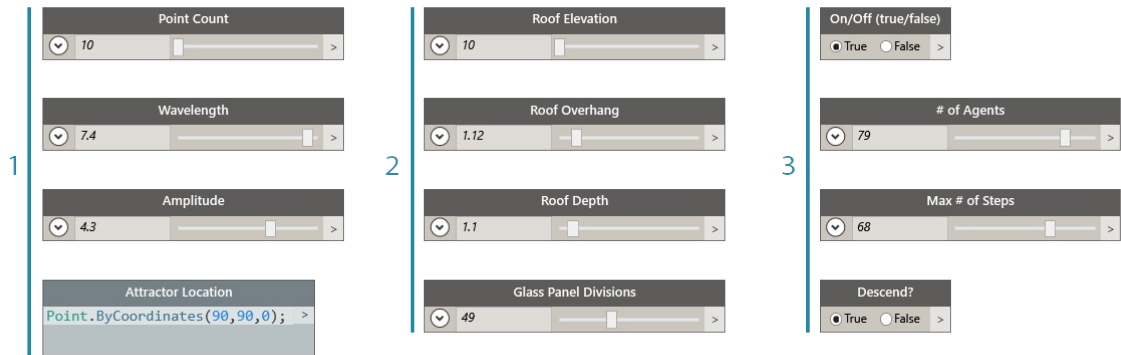 1
Point Count
10 >
Wavelength
7.4 >
Amplitude
4.3 >
Attractor Location
Point.ByCoordinates(90,90,0); >
2
Roof Elevation
10 >
Roof Overhang
1.12 >
Roof Depth
1.1 >
Glass Panel Divisions
49 >
3
On/Off (true/false)
True False >
# of Agents
79 >
Max # of Steps
68 >
Descend?
True False >